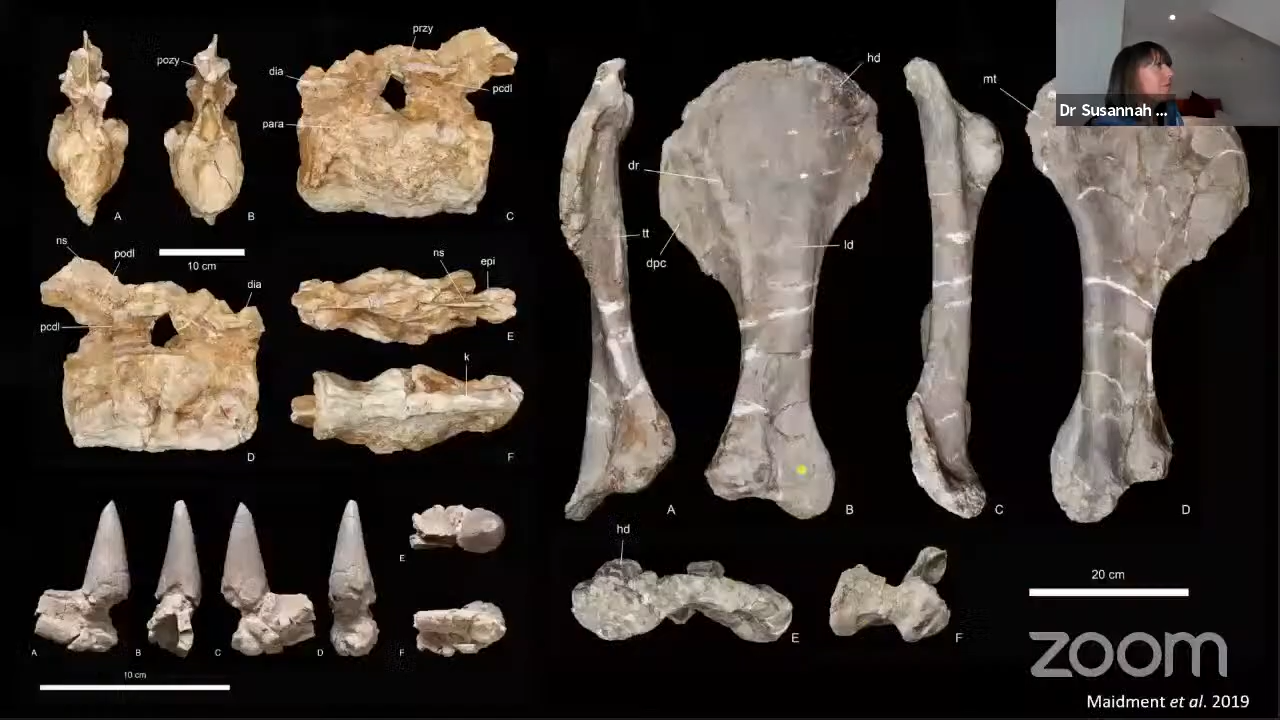 pozy
A
B
10 cm
przy
dia
pcdl
para
C
ns
podl
dia
pcdl
D
ns
epi
E
k
F
A
B
C
D
E
F
10 cm
hd
dr
tt
dpc
ld
mt
A
B
C
D
hd
E
F
20 cm
Dr Susannah ...
zoom
Maidment et al. 2019